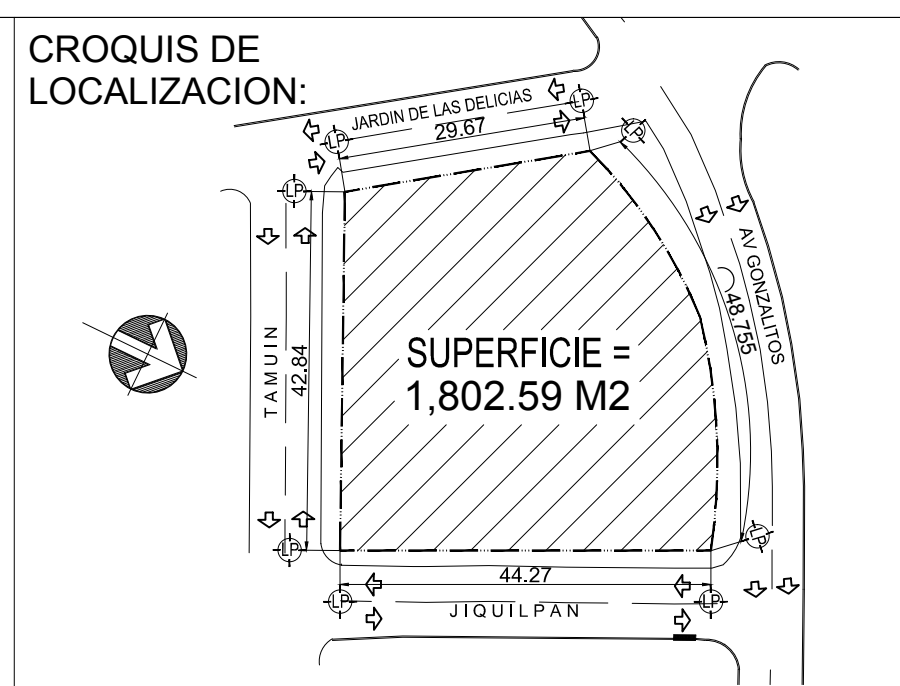 CROQUIS DE
LOCALIZACION:
JARDIN DE LAS DELICIAS
29.67
LP
LP
LP
LP
AV GONZALITOS
48.755
TAMUIN
42.84
SUPERFICIE =
1,802.59 M2
LP
LP
44.27
LP
LP
JIQUILPAN